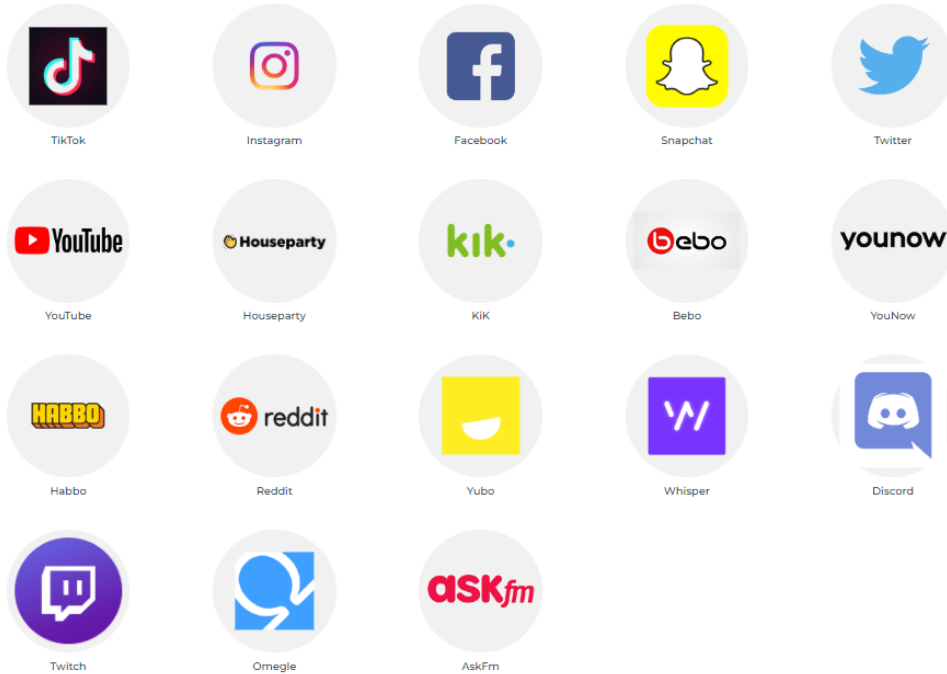 TikTok
Instagram
Facebook
Snapchat
Twitter
YouTube
Houseparty
kik
bebo
younow
YouTube
Houseparty
KiK
Bebo
YouNow
HABBO
reddit
Habbo
Reddit
Yubo
Whisper
Discord
askfm
Twitch
Omegle
AskFm